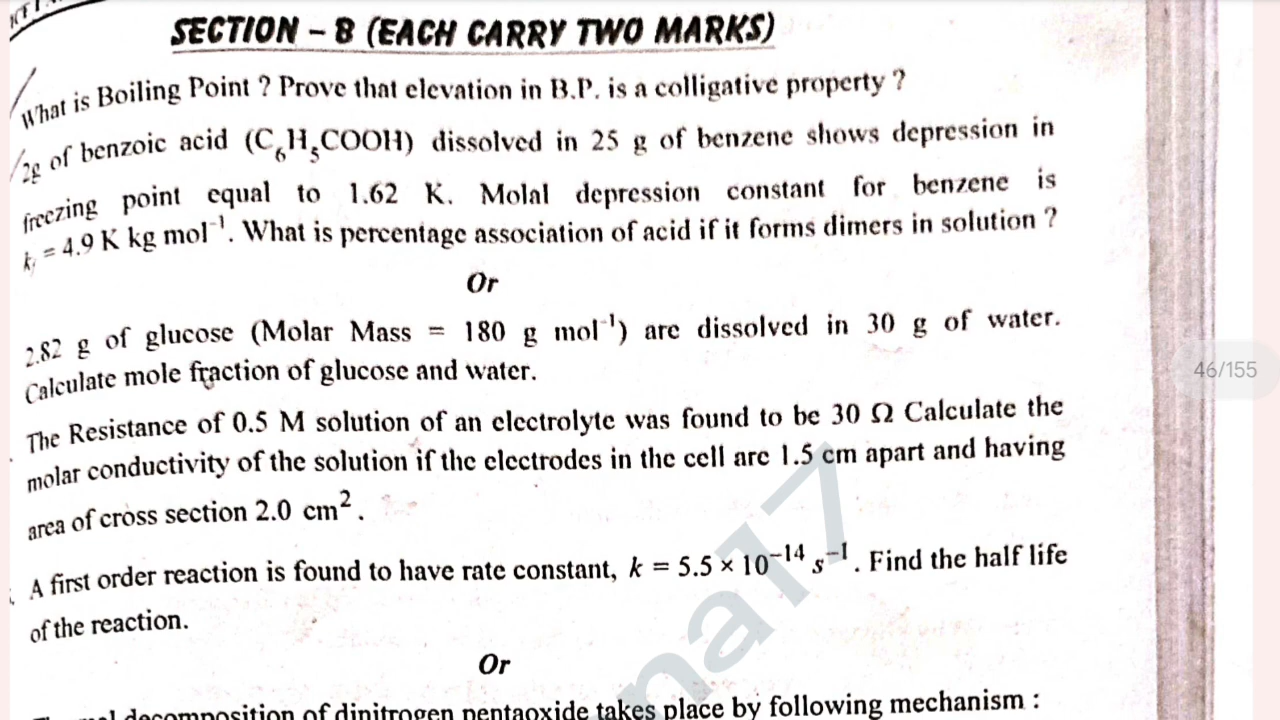 SECTION – B (EACH CARRY TWO MARKS)
What is Boiling Point ? Prove that elevation in B.P. is a colligative property ?
2g of benzoic acid (C₆H₅COOH) dissolved in 25 g of benzene shows depression in
freezing point equal to 1.62 K. Molal depression constant for benzene is
k_f = 4.9 K kg mol⁻¹. What is percentage association of acid if it forms dimers in solution ?
Or
2.82 g of glucose (Molar Mass = 180 g mol⁻¹) are dissolved in 30 g of water.
Calculate mole fraction of glucose and water.
The Resistance of 0.5 M solution of an electrolyte was found to be 30 Ω Calculate the
molar conductivity of the solution if the electrodes in the cell are 1.5 cm apart and having
area of cross section 2.0 cm².
46/155
A first order reaction is found to have rate constant, k = 5.5 × 10⁻¹⁴ s⁻¹. Find the half life
of the reaction.
Or
decomposition of dinitrogen pentaoxide takes place by following mechanism :
na17